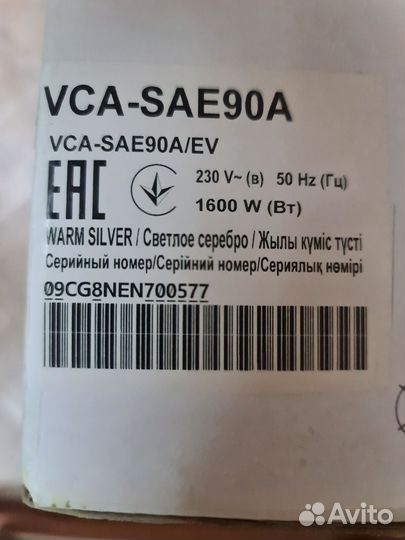 VCA-SAE90A
VCA-SAE90A/EV
EAC 230 V~ (в) 50 Hz (Гц)
1600 W (Вт)
WARM SILVER / Светлое серебро / Жылы күміс түсті
Серийный номер/Серійний номер/Сериялық нөмірі
09CG8NEN700577
Avito